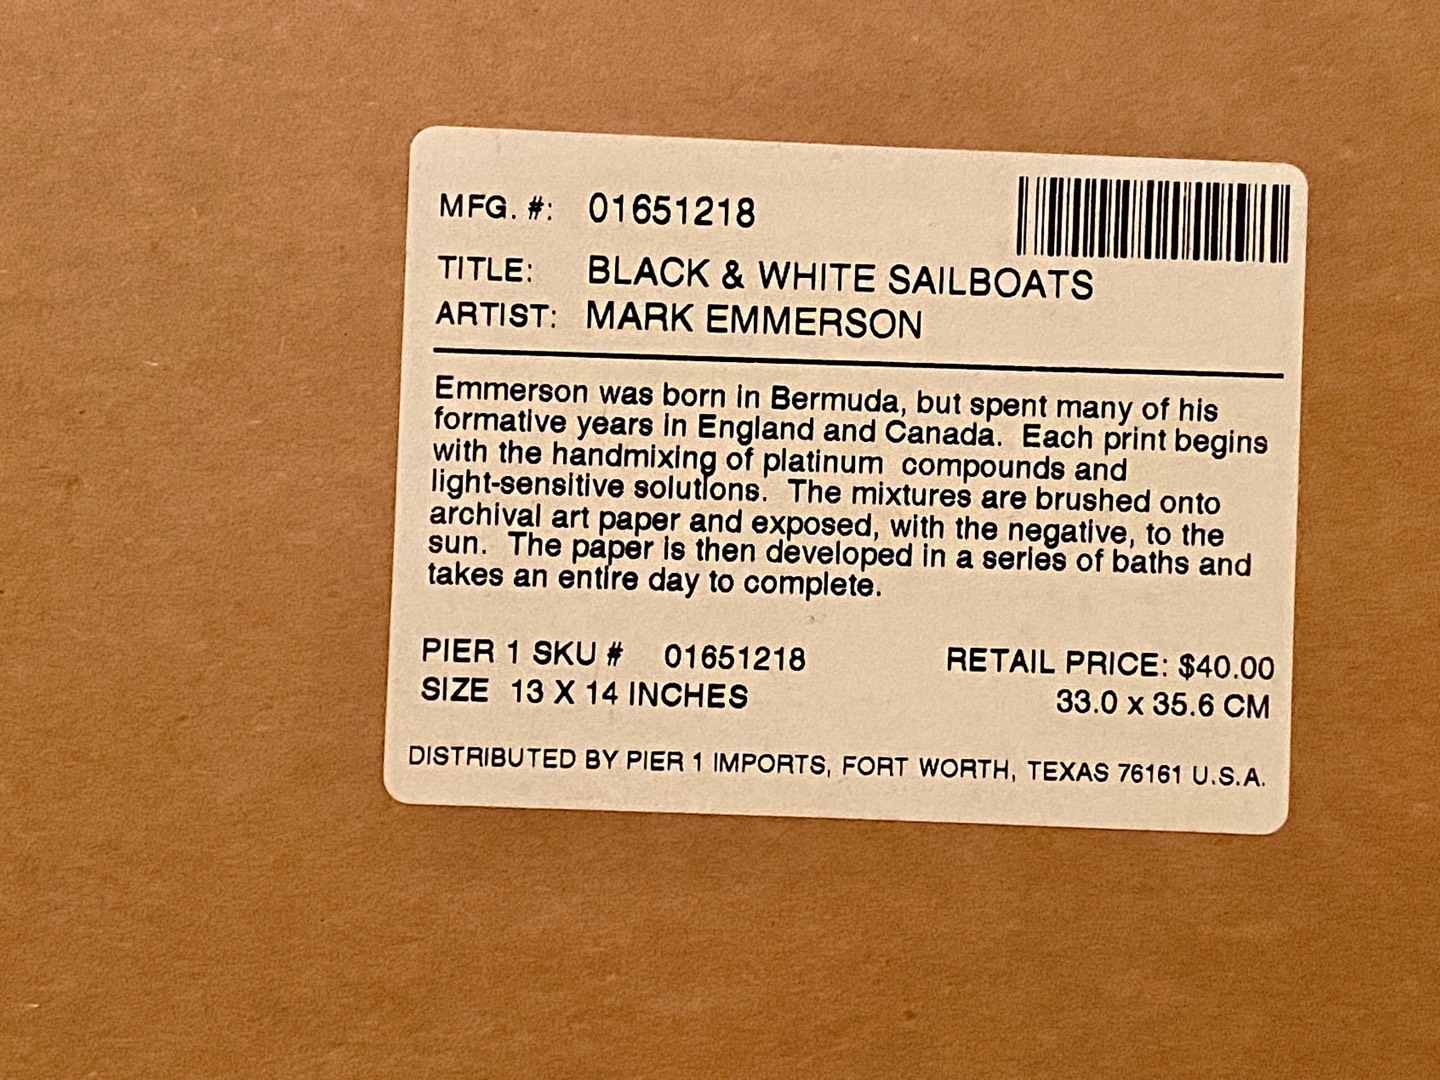 MFG. #: 01651218
TITLE: BLACK & WHITE SAILBOATS
ARTIST: MARK EMMERSON
Emmerson was born in Bermuda, but spent many of his
formative years in England and Canada. Each print begins
with the handmixing of platinum compounds and
light-sensitive solutions. The mixtures are brushed onto
archival art paper and exposed, with the negative, to the
sun. The paper is then developed in a series of baths and
takes an entire day to complete.
PIER 1 SKU # 01651218 RETAIL PRICE: $40.00
SIZE 13 X 14 INCHES 33.0 x 35.6 CM
DISTRIBUTED BY PIER 1 IMPORTS, FORT WORTH, TEXAS 76161 U.S.A.